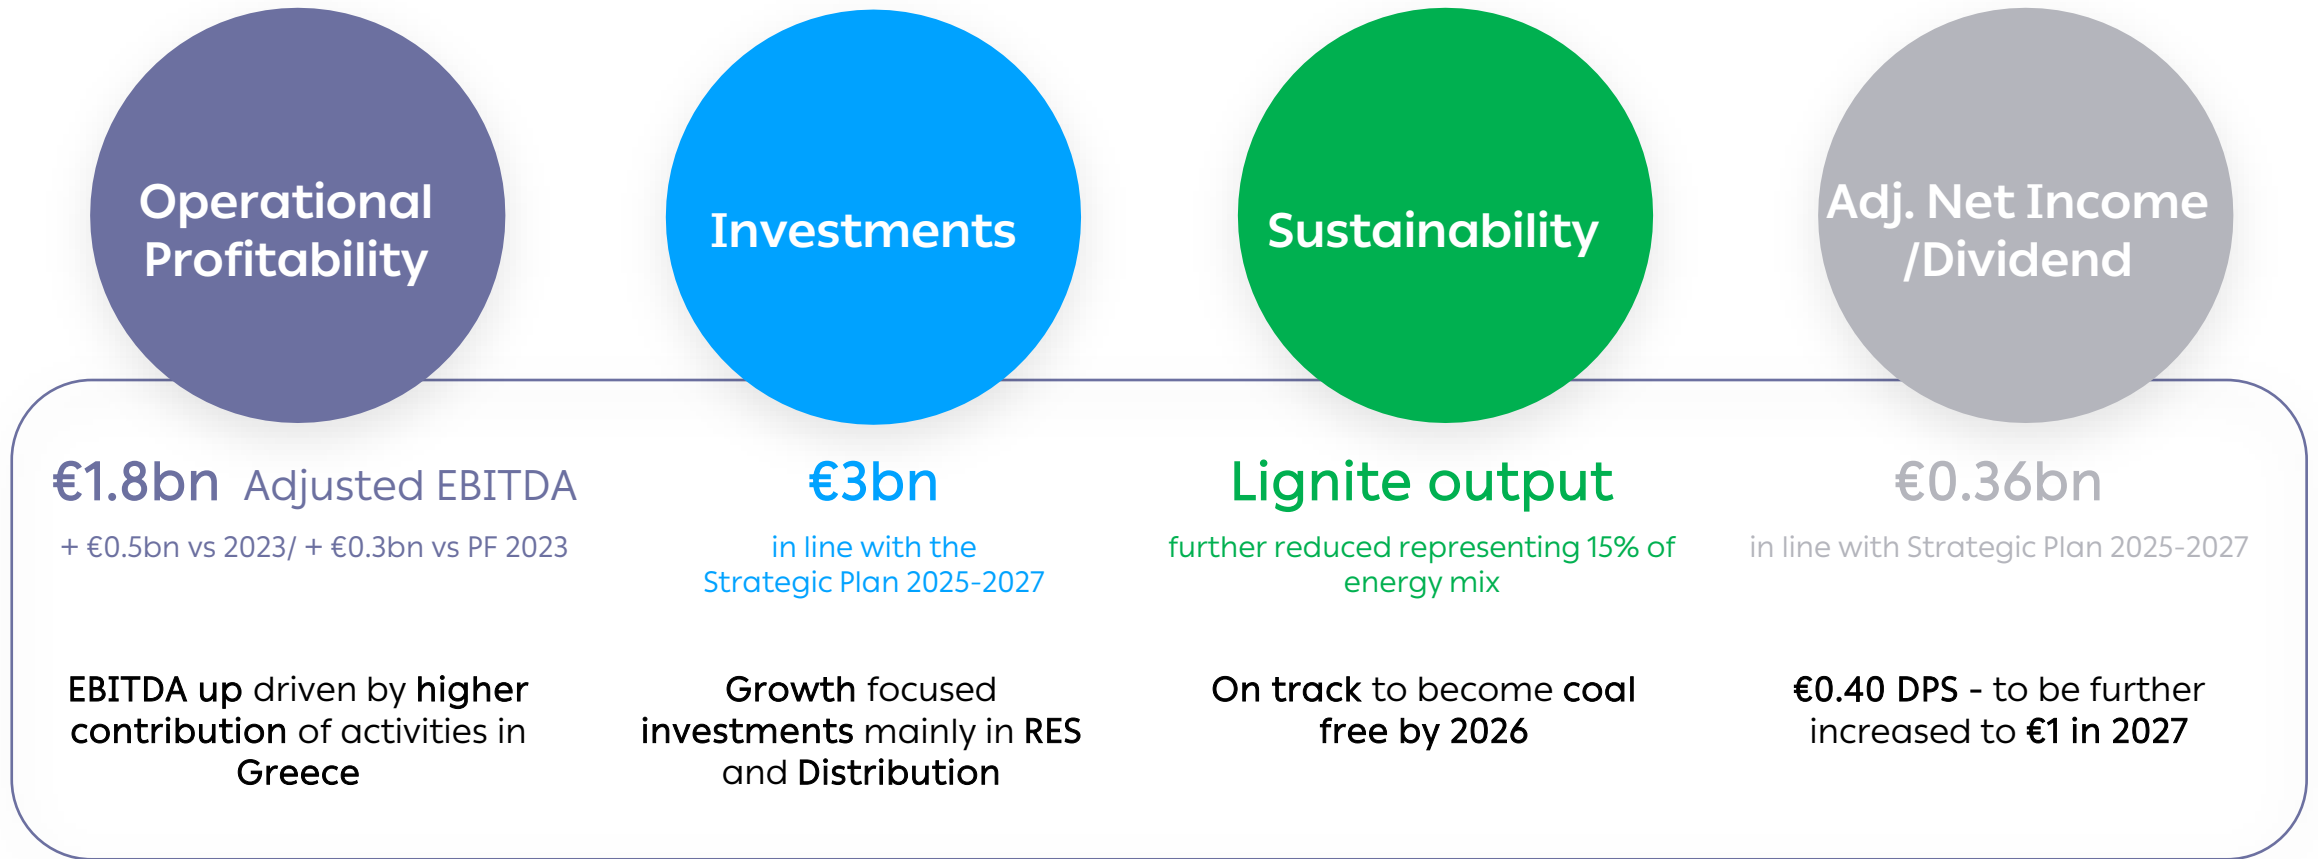 Operational
Profitability
€1.8bn Adjusted EBITDA
+ €0.5bn vs 2023/ + €0.3bn vs PF 2023
EBITDA up driven by higher
contribution of activities in
Greece
Investments
€3bn
in line with the
Strategic Plan 2025-2027
Growth focused
investments mainly in RES
and Distribution
Sustainability
Lignite output
further reduced representing 15% of
energy mix
On track to become coal
free by 2026
Adj. Net Income
/Dividend
€0.36bn
in line with Strategic Plan 2025-2027
€0.40 DPS - to be further
increased to €1 in 2027